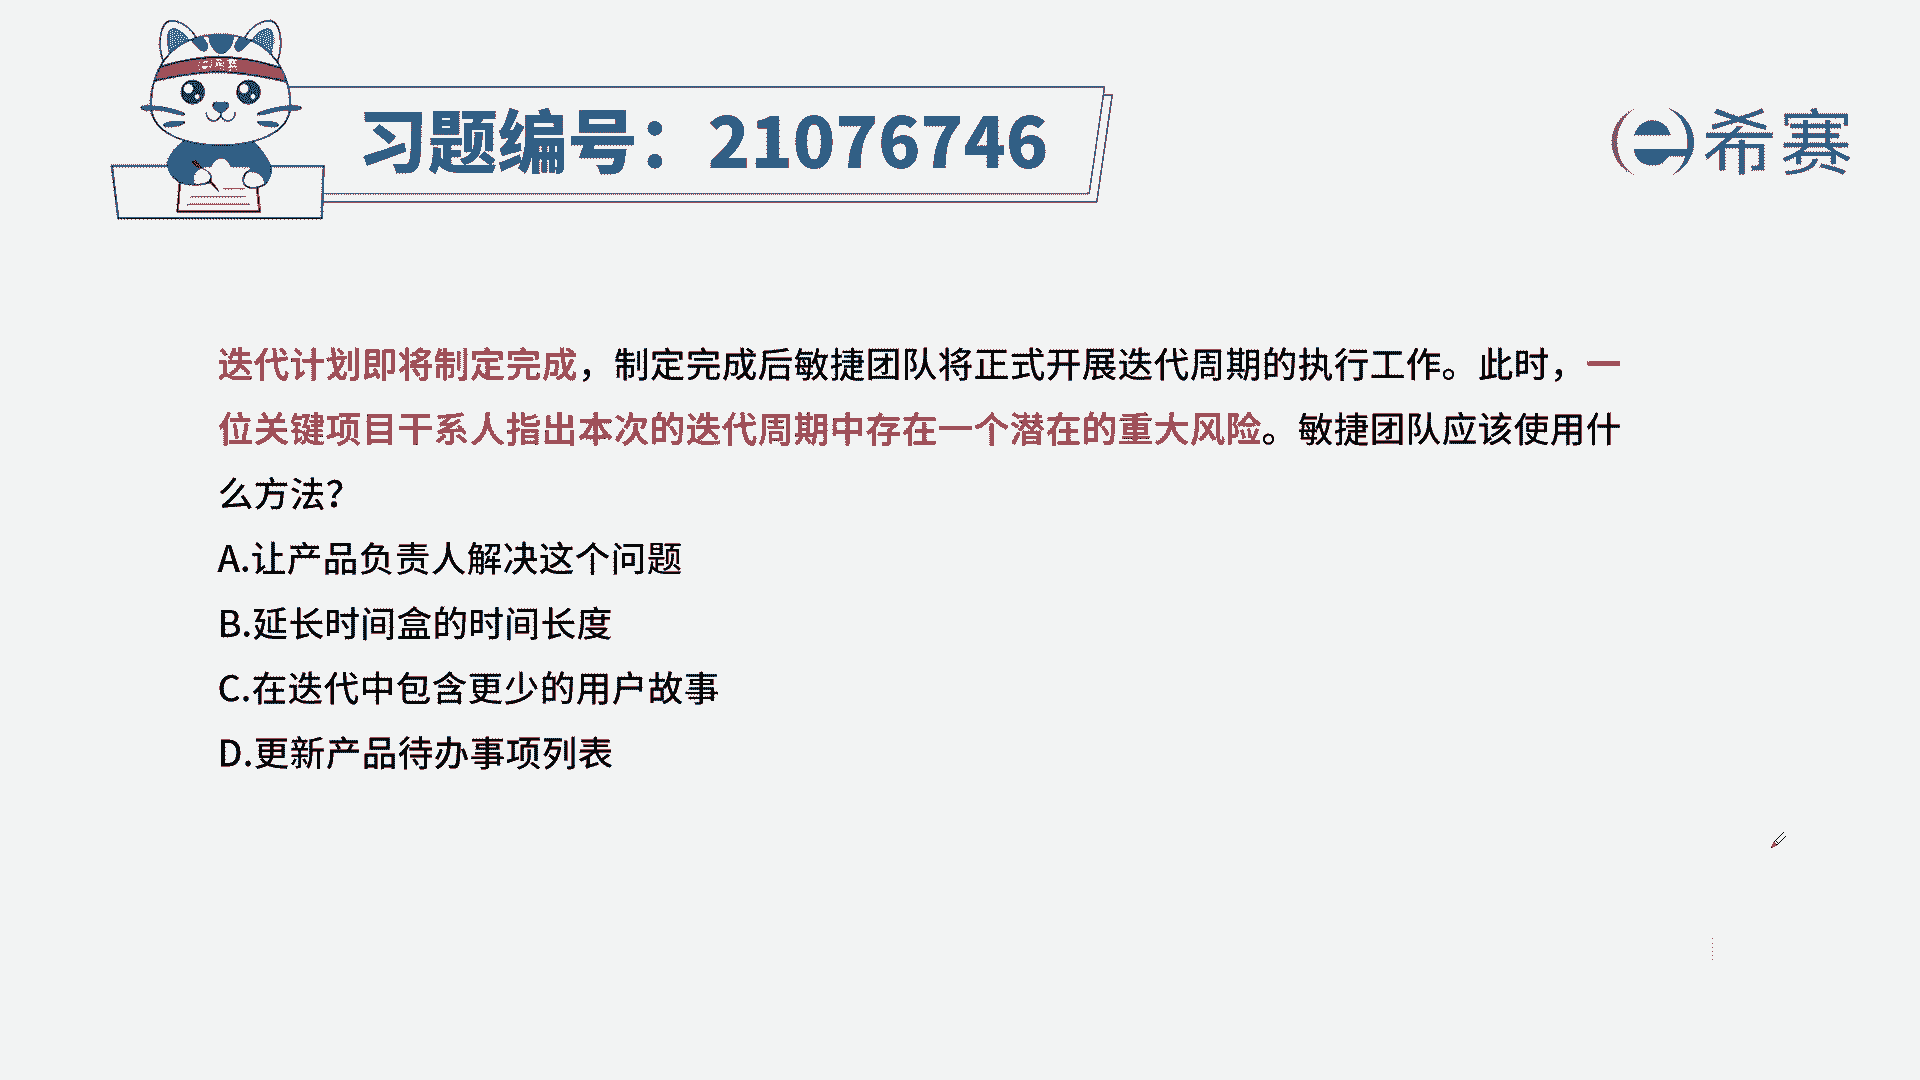 习题编号：21076746
希赛
迭代计划即将制定完成，制定完成后敏捷团队将正式开展迭代周期的执行工作。此时，一
位关键项目干系人指出本次的迭代周期中存在一个潜在的重大风险。敏捷团队应该使用什
么方法？
A.让产品负责人解决这个问题
B.延长时间盒的时间长度
C.在迭代中包含更少的用户故事
D.更新产品待办事项列表